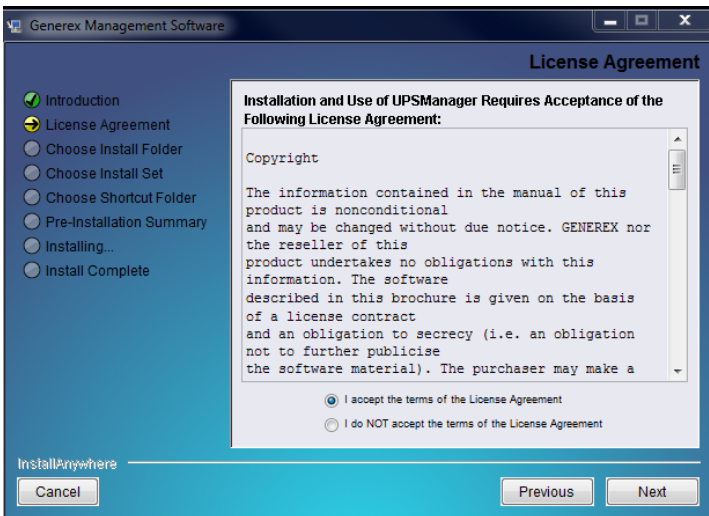 Generex Management Software
License Agreement
Introduction
License Agreement
Choose Install Folder
Choose Install Set
Choose Shortcut Folder
Pre-Installation Summary
Installing...
Install Complete
Installation and Use of UPSManager Requires Acceptance of the
Following License Agreement:
Copyright
The information contained in the manual of this
product is nonconditional
and may be changed without due notice. GENEREX nor
the reseller of this
product undertakes no obligations with this
information. The software
described in this brochure is given on the basis
of a license contract
and an obligation to secrecy (i.e. an obligation
not to further publicise
the software material). The purchaser may make a
I accept the terms of the License Agreement
I do NOT accept the terms of the License Agreement
InstallAnywhere
Cancel
Previous
Next